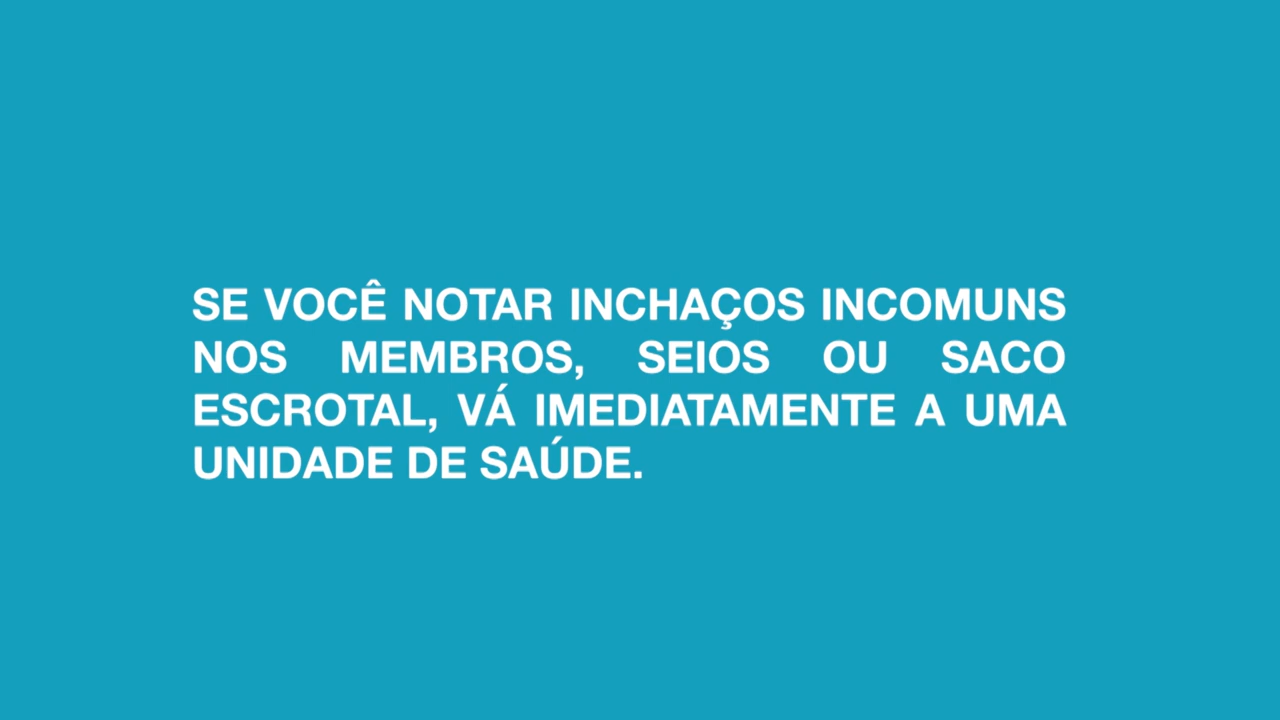 SE VOCÊ NOTAR INCHAÇOS INCOMUNS
NOS MEMBROS, SEIOS OU SACO
ESCROTAL, VÁ IMEDIATAMENTE A UMA
UNIDADE DE SAÚDE.